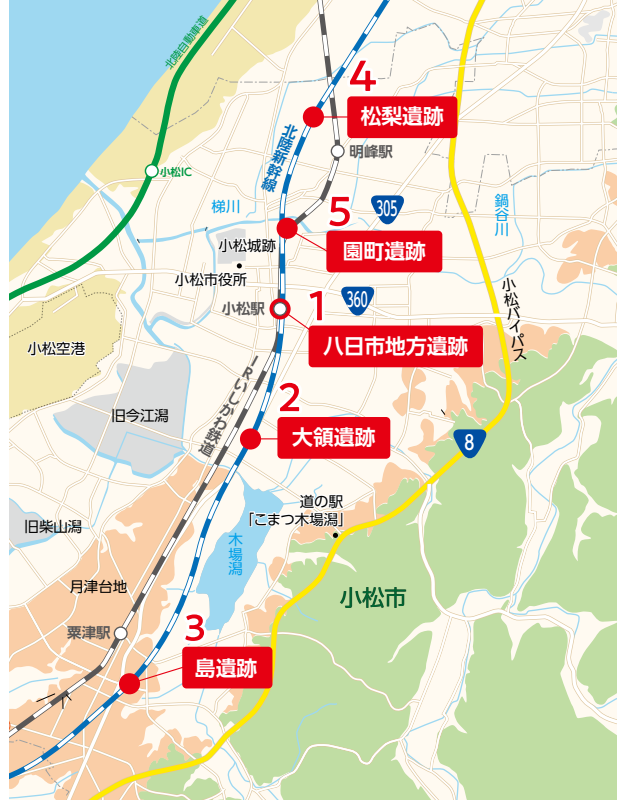 北陸自動車道
4
松梨遺跡
明峰駅
北陸新幹線
小松IC
梯川
5
305
鍋谷川
小松城跡
園町遺跡
小松市役所
小松バイパス
1
360
小松駅
八日市地方遺跡
小松空港
IRいしかわ鉄道
2
旧今江潟
大領遺跡
8
道の駅
「こまつ木場潟」
旧柴山潟
木場潟
月津台地
小松市
3
粟津駅
島遺跡